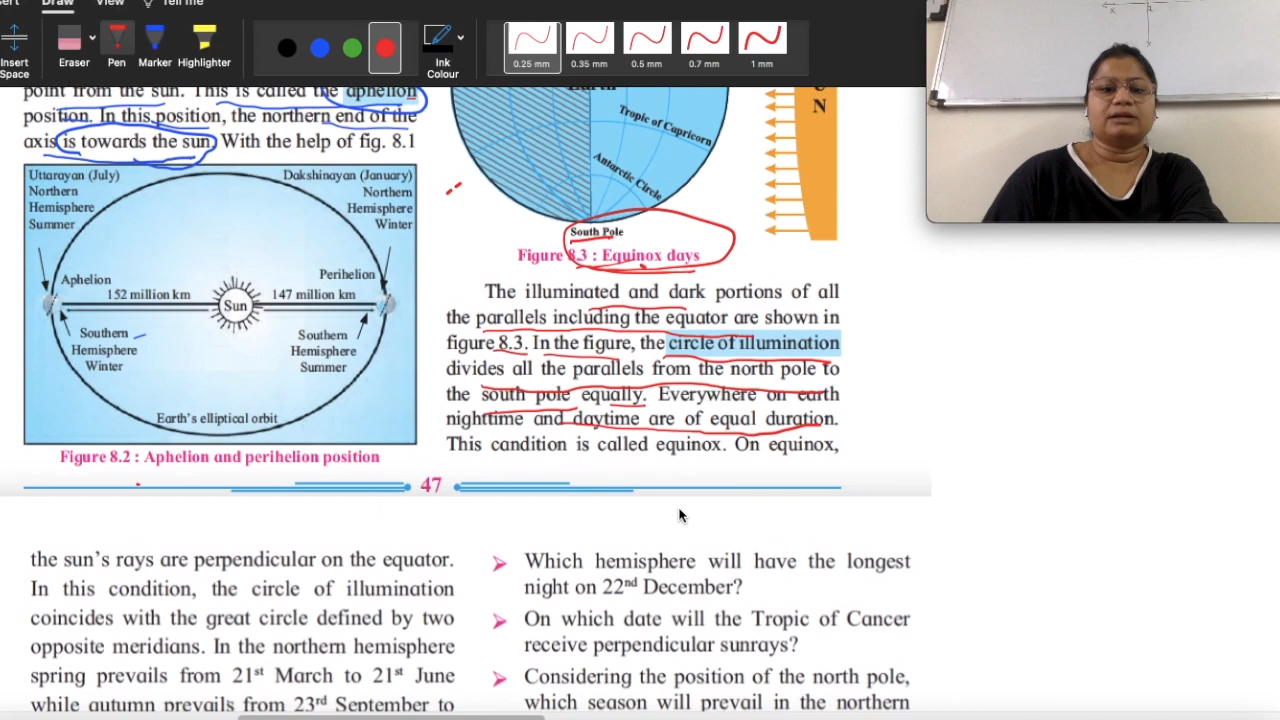 sert
Draw
View
Tell me
Insert
Space
Eraser
Pen
Marker
Highlighter
Ink
Colour
0.25 mm
0.35 mm
0.5 mm
0.7 mm
1 mm
point from the sun. This is called the aphelion
position. In this position, the northern end of the
axis is towards the sun. With the help of fig. 8.1
Uttarayan (July)
Northern
Hemisphere
Summer
Dakshinayan (January)
Northern
Hemisphere
Winter
Aphelion
152 million km
Sun
Perihelion
147 million km
Southern
Hemisphere
Winter
Southern
Hemisphere
Summer
Earth's elliptical orbit
Figure 8.2 : Aphelion and perihelion position
Earth
Tropic of Capricorn
Antarctic Circle
South Pole
U
N
Figure 8.3 : Equinox days
The illuminated and dark portions of all
the parallels including the equator are shown in
figure 8.3. In the figure, the circle of illumination
divides all the parallels from the north pole to
the south pole equally. Everywhere on earth
nighttime and daytime are of equal duration.
This candition is called equinox. On equinox,
47
the sun's rays are perpendicular on the equator.
In this condition, the circle of illumination
coincides with the great circle defined by two
opposite meridians. In the northern hemisphere
spring prevails from 21st March to 21st June
while autumn prevails from 23rd September to
➤ Which hemisphere will have the longest
night on 22nd December?
➤ On which date will the Tropic of Cancer
receive perpendicular sunrays?
➤ Considering the position of the north pole,
which season will prevail in the northern